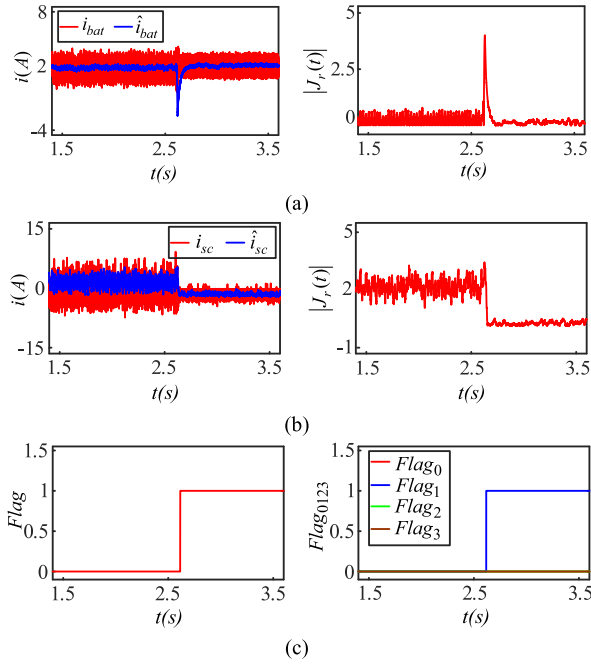 8
2
-4
i(A)
i_bat î_bat
1.5 2.5 3.5
t(s)
5
2.5
0
|J_r(t)|
1.5 2.5 3.5
t(s)
(a)
15
0
-15
i(A)
i_sc î_sc
1.5 2.5 3.5
t(s)
5
2
-1
|J_r(t)|
1.5 2.5 3.5
t(s)
(b)
1.5
1
0.5
0
Flag
1.5 2.5 3.5
t(s)
1.5
1
0.5
0
Flag_0123
Flag_0
Flag_1
Flag_2
Flag_3
1.5 2.5 3.5
t(s)
(c)